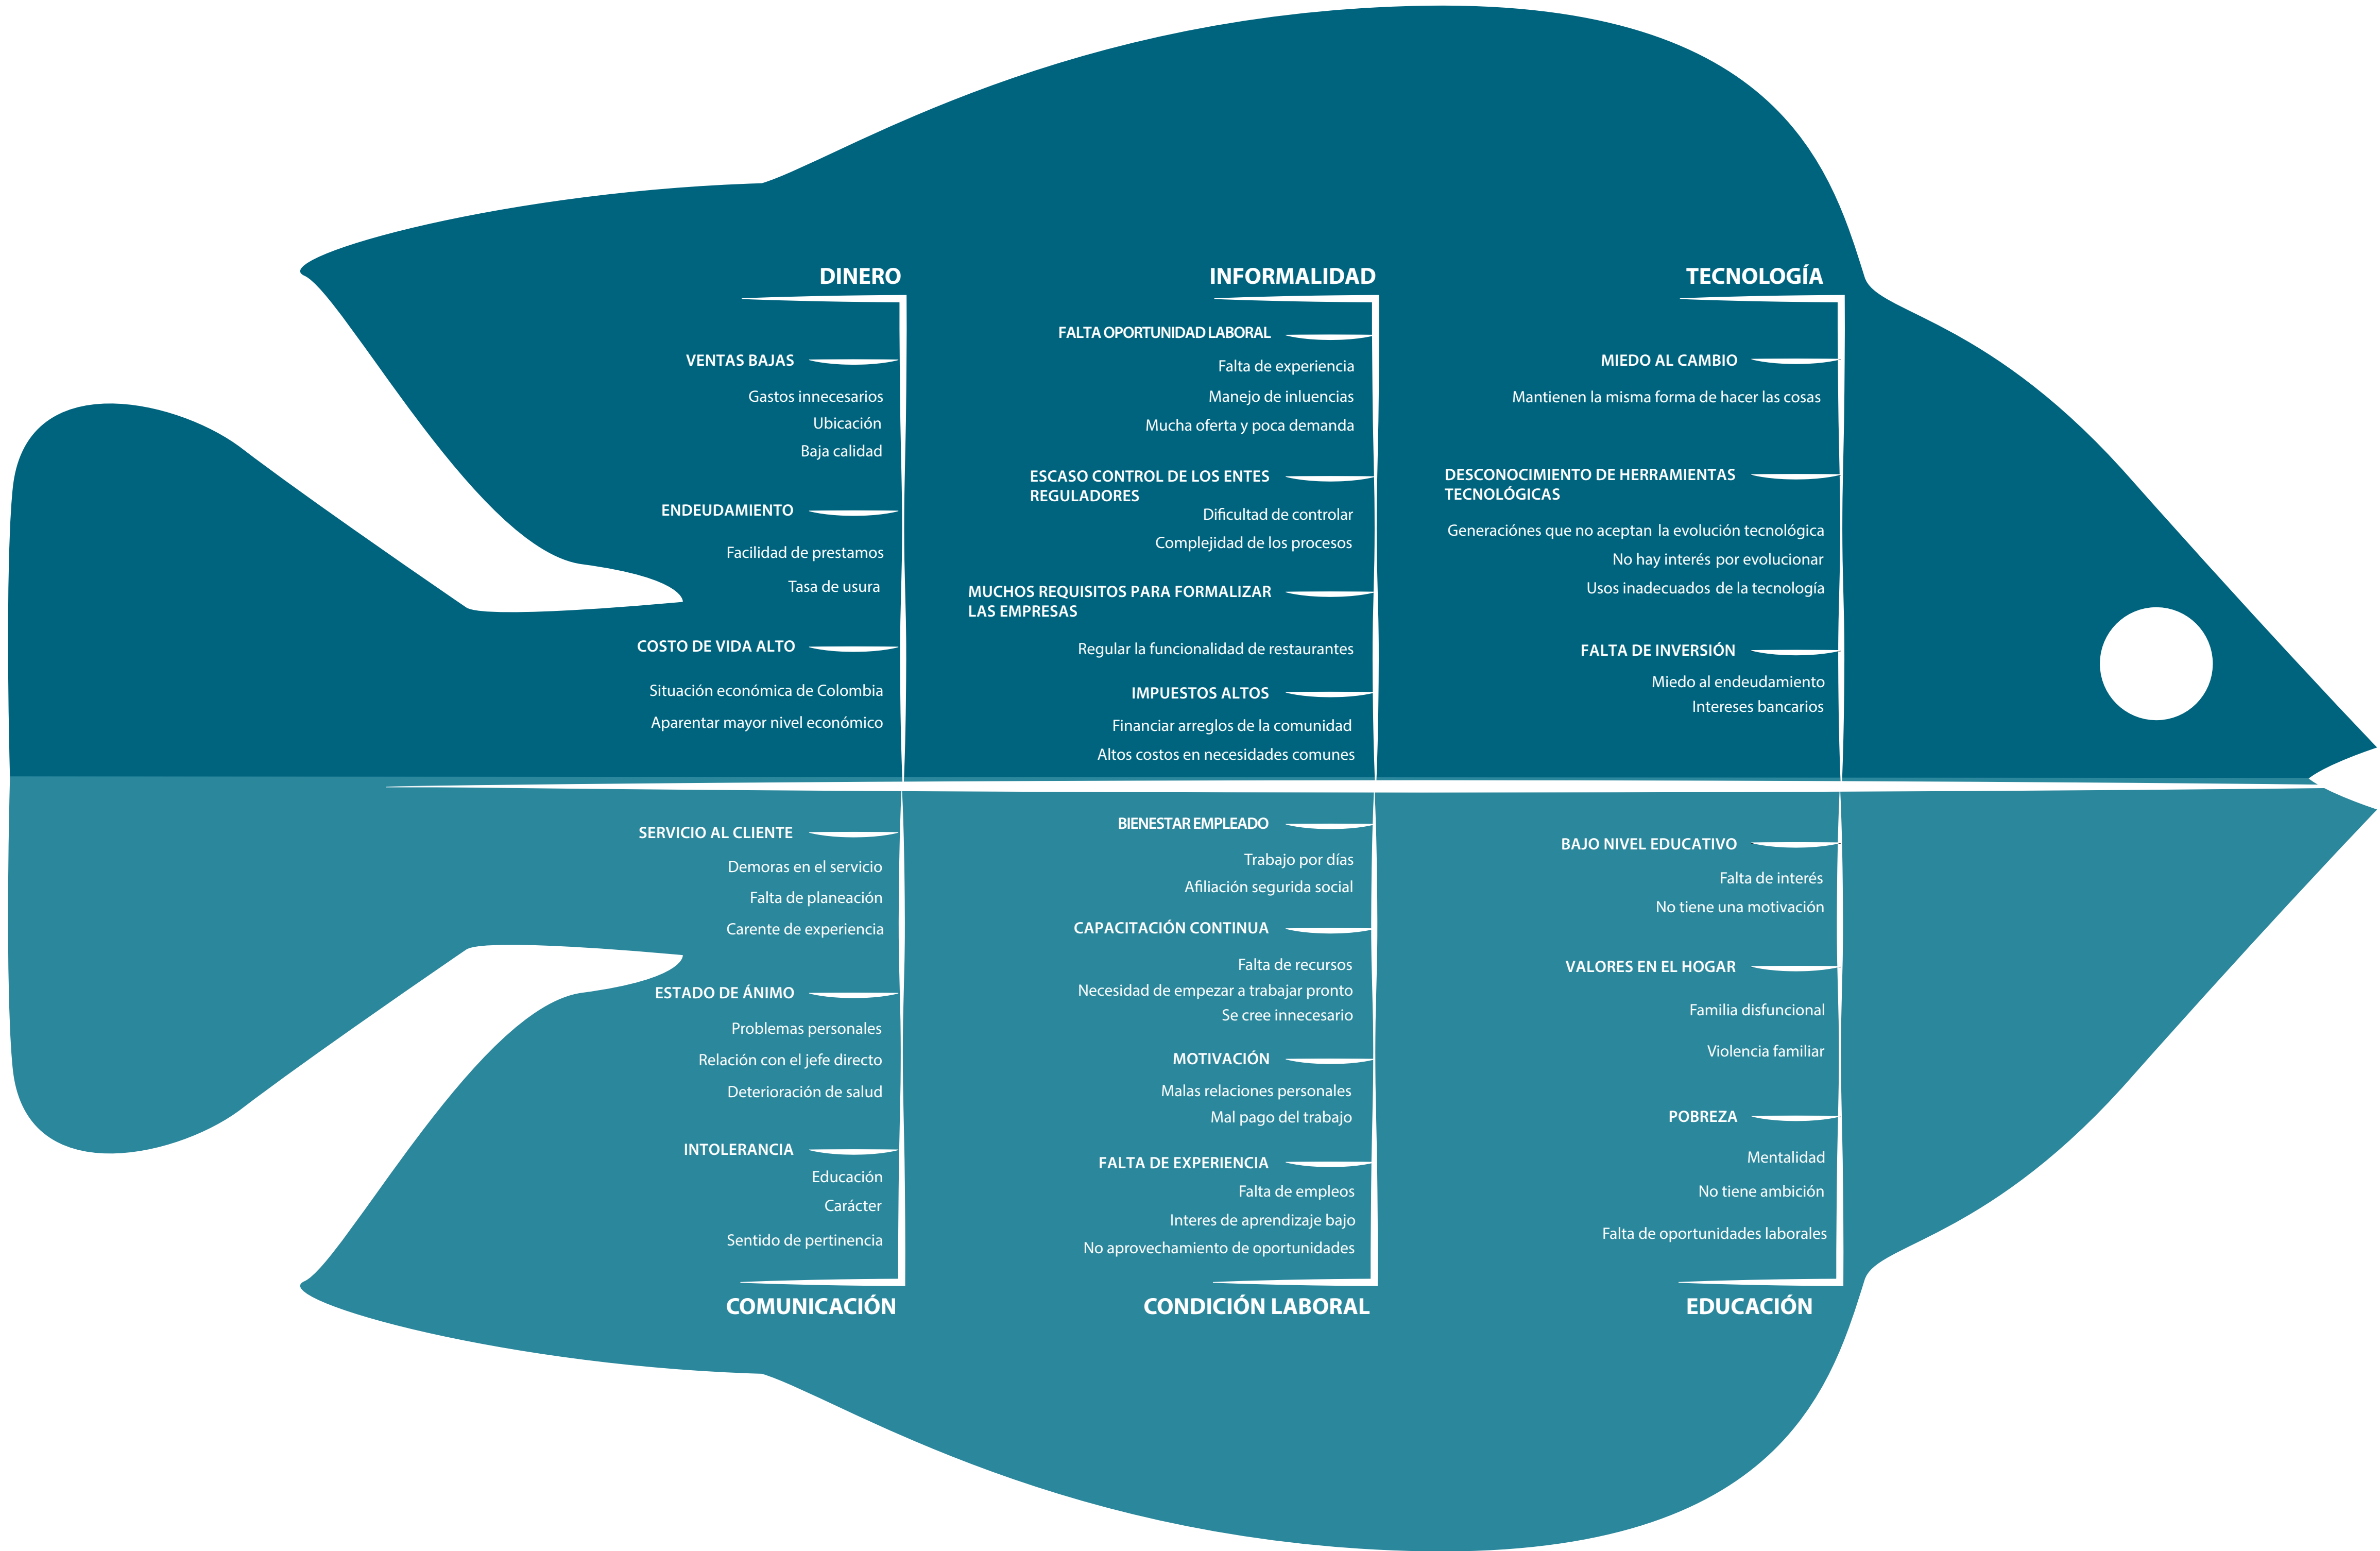 DINERO
VENTAS BAJAS
Gastos innecesarios
Ubicación
Baja calidad
ENDEUDAMIENTO
Facilidad de prestamos
Tasa de usura
COSTO DE VIDA ALTO
Situación económica de Colombia
Aparentar mayor nivel económico
INFORMALIDAD
FALTA OPORTUNIDAD LABORAL
Falta de experiencia
Manejo de inluencias
Mucha oferta y poca demanda
ESCASO CONTROL DE LOS ENTES
REGULADORES
Dificultad de controlar
Complejidad de los procesos
MUCHOS REQUISITOS PARA FORMALIZAR
LAS EMPRESAS
Regular la funcionalidad de restaurantes
IMPUESTOS ALTOS
Financiar arreglos de la comunidad
Altos costos en necesidades comunes
TECNOLOGÍA
MIEDO AL CAMBIO
Mantienen la misma forma de hacer las cosas
DESCONOCIMIENTO DE HERRAMIENTAS
TECNOLÓGICAS
Generaciónes que no aceptan la evolución tecnológica
No hay interés por evolucionar
Usos inadecuados de la tecnología
FALTA DE INVERSIÓN
Miedo al endeudamiento
Intereses bancarios
SERVICIO AL CLIENTE
Demoras en el servicio
Falta de planeación
Carente de experiencia
ESTADO DE ÁNIMO
Problemas personales
Relación con el jefe directo
Deterioración de salud
INTOLERANCIA
Educación
Carácter
Sentido de pertinencia
COMUNICACIÓN
BIENESTAR EMPLEADO
Trabajo por días
Afiliación segurida social
CAPACITACIÓN CONTINUA
Falta de recursos
Necesidad de empezar a trabajar pronto
Se cree innecesario
MOTIVACIÓN
Malas relaciones personales
Mal pago del trabajo
FALTA DE EXPERIENCIA
Falta de empleos
Interes de aprendizaje bajo
No aprovechamiento de oportunidades
CONDICIÓN LABORAL
BAJO NIVEL EDUCATIVO
Falta de interés
No tiene una motivación
VALORES EN EL HOGAR
Familia disfuncional
Violencia familiar
POBREZA
Mentalidad
No tiene ambición
Falta de oportunidades laborales
EDUCACIÓN